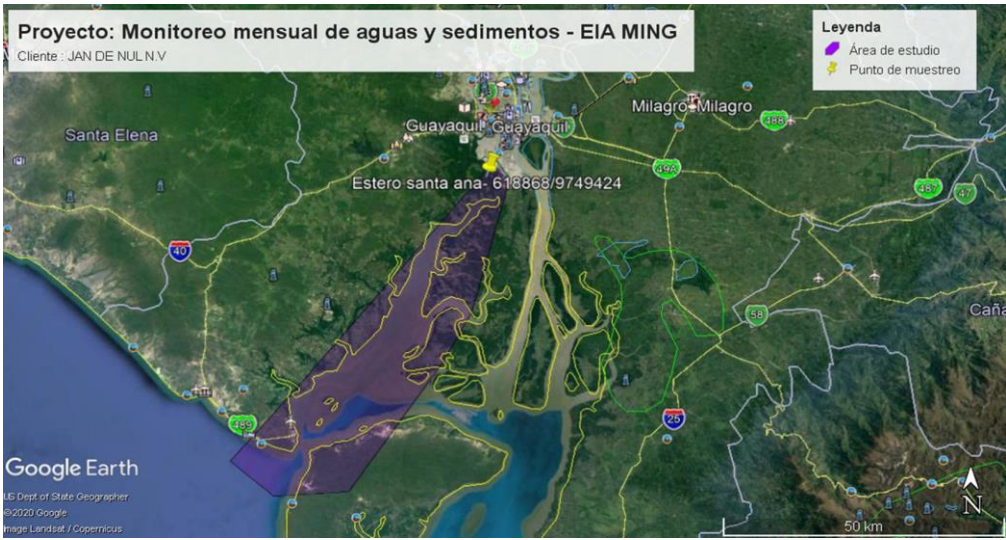 Proyecto: Monitoreo mensual de aguas y sedimentos - EIA MING
Cliente : JAN DE NUL N.V
Leyenda
Área de estudio
Punto de muestreo
Santa Elena
Guayaquil Guayaquil
Milagro Milagro
488
49A
487
47
Estero santa ana- 618868/9749424
40
58
Caña
25
489
Google Earth
US Dept of State Geographer
©2020 Google
Image Landsat / Copernicus
N
50 km